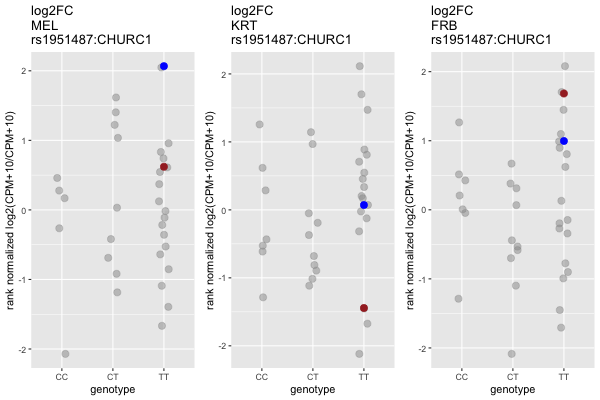 log2FC
MEL
rs1951487:CHURC1
rank normalized log2(CPM+10/CPM+10)
2
1
0
-1
-2
CC CT TT
genotype
log2FC
KRT
rs1951487:CHURC1
rank normalized log2(CPM+10/CPM+10)
2
1
0
-1
-2
CC CT TT
genotype
log2FC
FRB
rs1951487:CHURC1
rank normalized log2(CPM+10/CPM+10)
2
1
0
-1
-2
CC CT TT
genotype